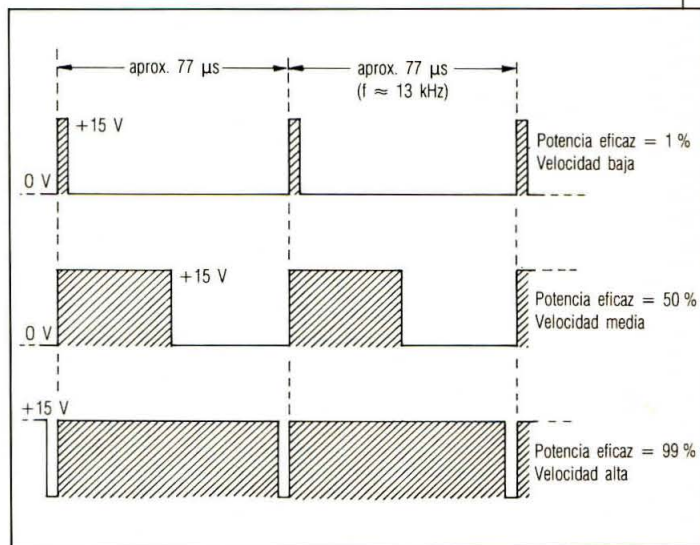 aprox. 77 µs
aprox. 77 µs
(f ≈ 13 kHz)
+15 V
0 V
Potencia eficaz = 1 %
Velocidad baja
+15 V
0 V
Potencia eficaz = 50 %
Velocidad media
+15 V
Potencia eficaz = 99 %
Velocidad alta